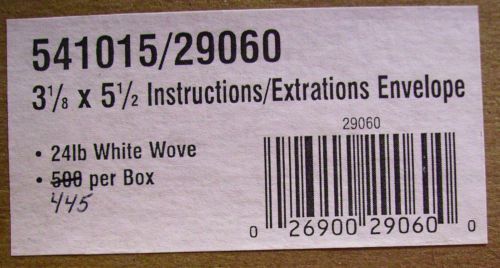 541015/29060
3 1/8 x 5 1/2 Instructions/Extrations Envelope
• 24lb White Wove
• 500 per Box
445
29060
0 26900 29060 0